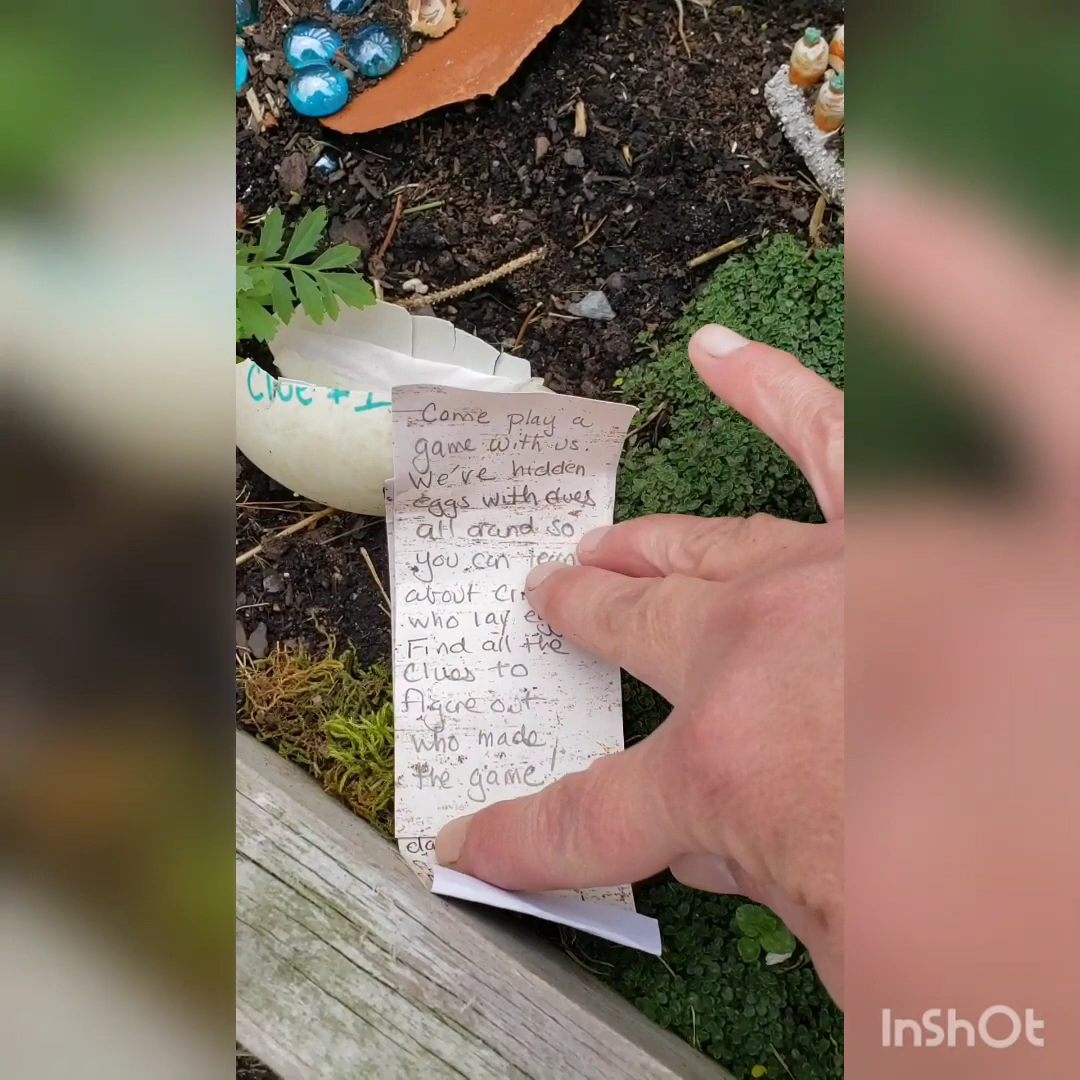 Clue #1
Come play a
game with us.
We've hidden
eggs with clues
all around so
you can learn
about
who lay
Find all the
clues to
figure out
who made
the game!
InShOt